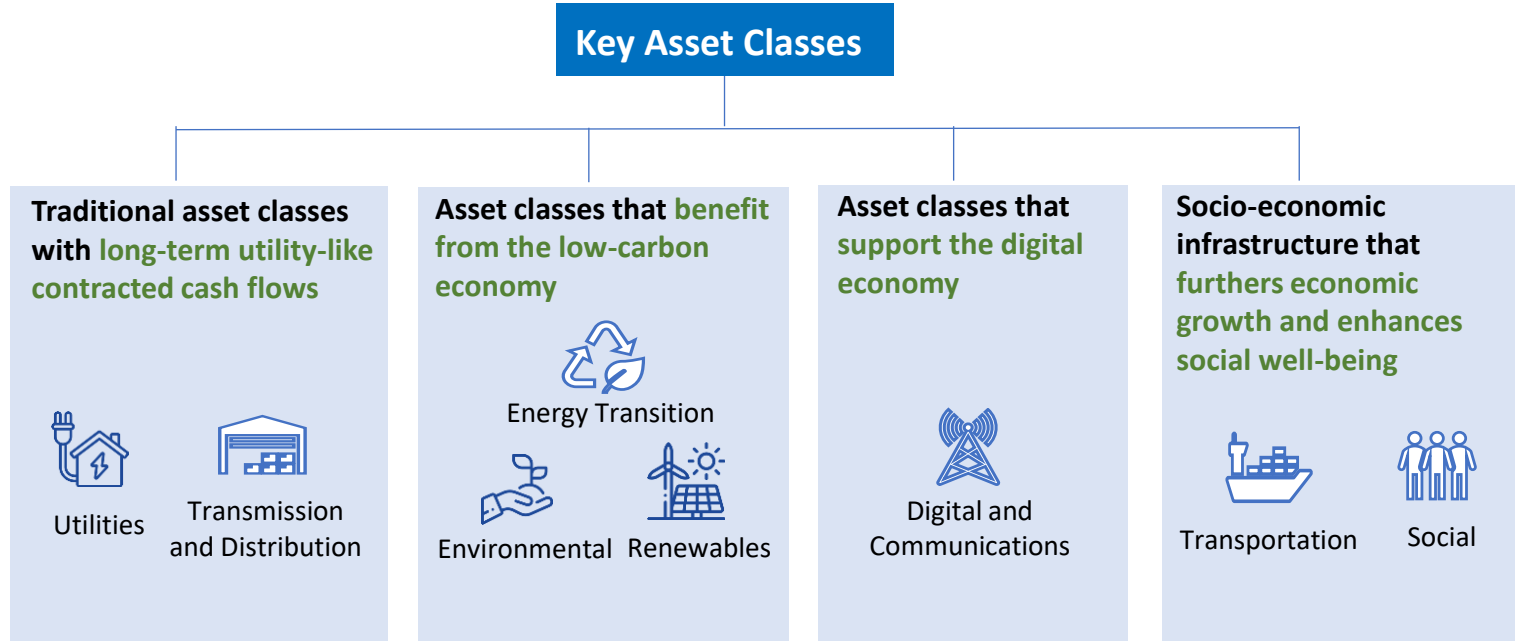 Key Asset Classes
Traditional asset classes
with long-term utility-like
contracted cash flows
Utilities
Transmission
and Distribution
Asset classes that benefit
from the low-carbon
economy
Energy Transition
Environmental
Renewables
Asset classes that
support the digital
economy
Digital and
Communications
Socio-economic
infrastructure that
furthers economic
growth and enhances
social well-being
Transportation
Social